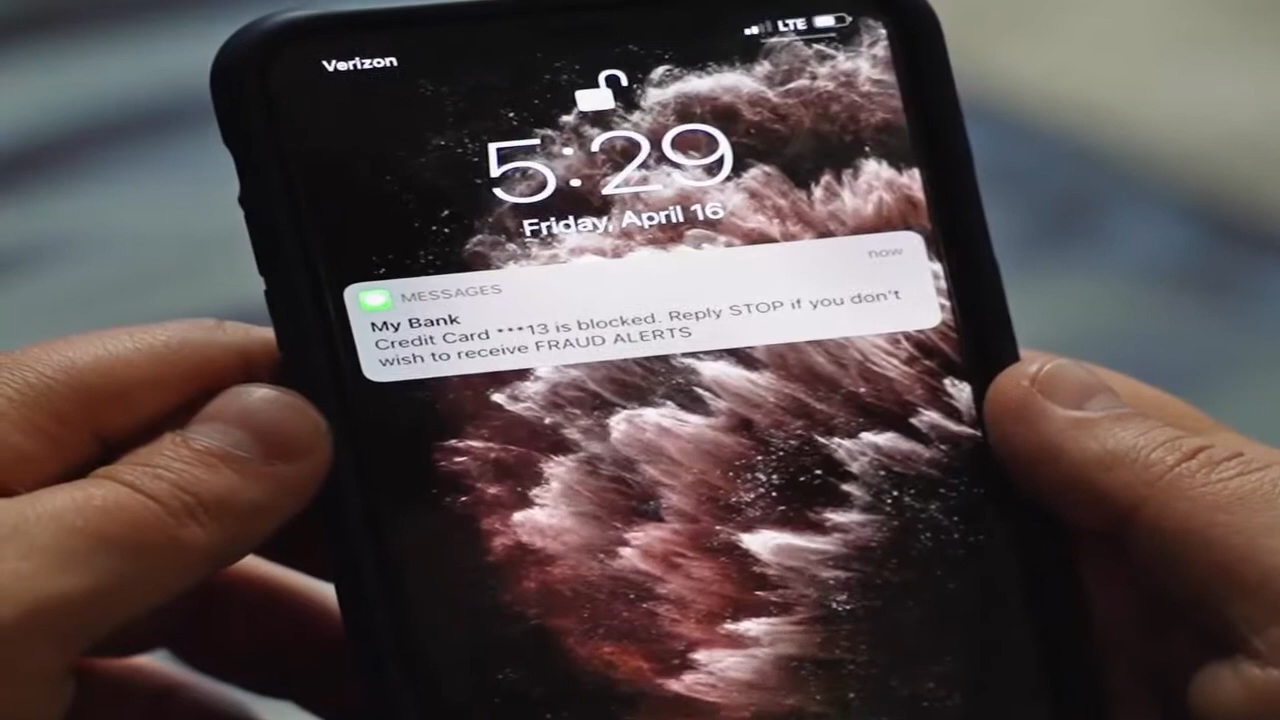 Verizon
LTE
5:29
Friday, April 16
MESSAGES
now
My Bank
Credit Card ***13 is blocked. Reply STOP if you don't
wish to receive FRAUD ALERTS